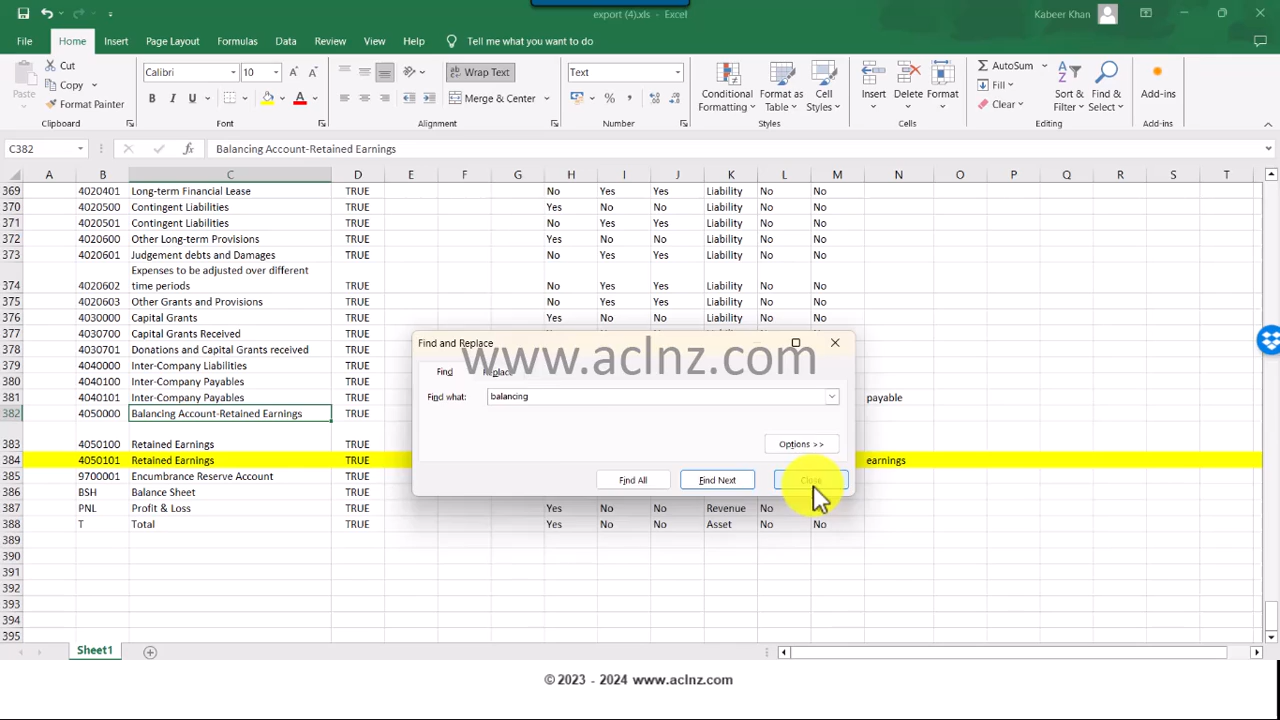 export (4).xls - Excel
Kabeer Khan
File Home Insert Page Layout Formulas Data Review View Help Tell me what you want to do
Paste
Cut
Copy
Format Painter
Clipboard
Calibri 10
B I U A
Font
Wrap Text
Merge & Center
Alignment
Text
%
Number
Conditional Formatting
Format as Table
Cell Styles
Styles
Insert Delete Format
Cells
AutoSum
Fill
Clear
Sort & Filter
Find & Select
Editing
Add-ins
Add-ins
C382 fx Balancing Account-Retained Earnings
A B C D E F G H I J K L M N O P Q R S T
369 4020401 Long-term Financial Lease TRUE No Yes Yes Liability No No
370 4020500 Contingent Liabilities TRUE Yes No No Liability No No
371 4020501 Contingent Liabilities TRUE No Yes Yes Liability No No
372 4020600 Other Long-term Provisions TRUE Yes No No Liability No No
373 4020601 Judgement debts and Damages TRUE No Yes Yes Liability No No
Expenses to be adjusted over different
374 4020602 time periods TRUE No Yes Yes Liability No No
375 4020603 Other Grants and Provisions TRUE No Yes Yes Liability No No
376 4030000 Capital Grants TRUE Yes No No Liability No No
377 4030700 Capital Grants Received TRUE
378 4030701 Donations and Capital Grants received TRUE
379 4040000 Inter-Company Liabilities TRUE
380 4040100 Inter-Company Payables TRUE
381 4040101 Inter-Company Payables TRUE payable
382 4050000 Balancing Account-Retained Earnings TRUE
383 4050100 Retained Earnings TRUE
384 4050101 Retained Earnings TRUE earnings
385 9700001 Encumbrance Reserve Account TRUE
386 BSH Balance Sheet TRUE
387 PNL Profit & Loss TRUE Yes No No Revenue No No
388 T Total TRUE Yes No No Asset No No
389
390
391
392
393
394
395
Find and Replace
www.aclnz.com
Find Replace
Find what: balancing
Options >>
Find All Find Next Close
Sheet1
© 2023 - 2024 www.aclnz.com